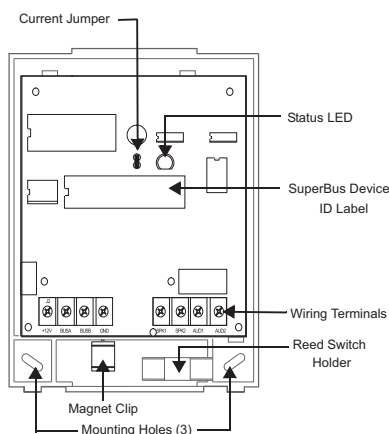 Current Jumper
Status LED
SuperBus Device
ID Label
J2
+12V BUSA BUSB GND
SPK1 SPK2 AUD1 AUD2
Wiring Terminals
Reed Switch
Holder
Magnet Clip
Mounting Holes (3)